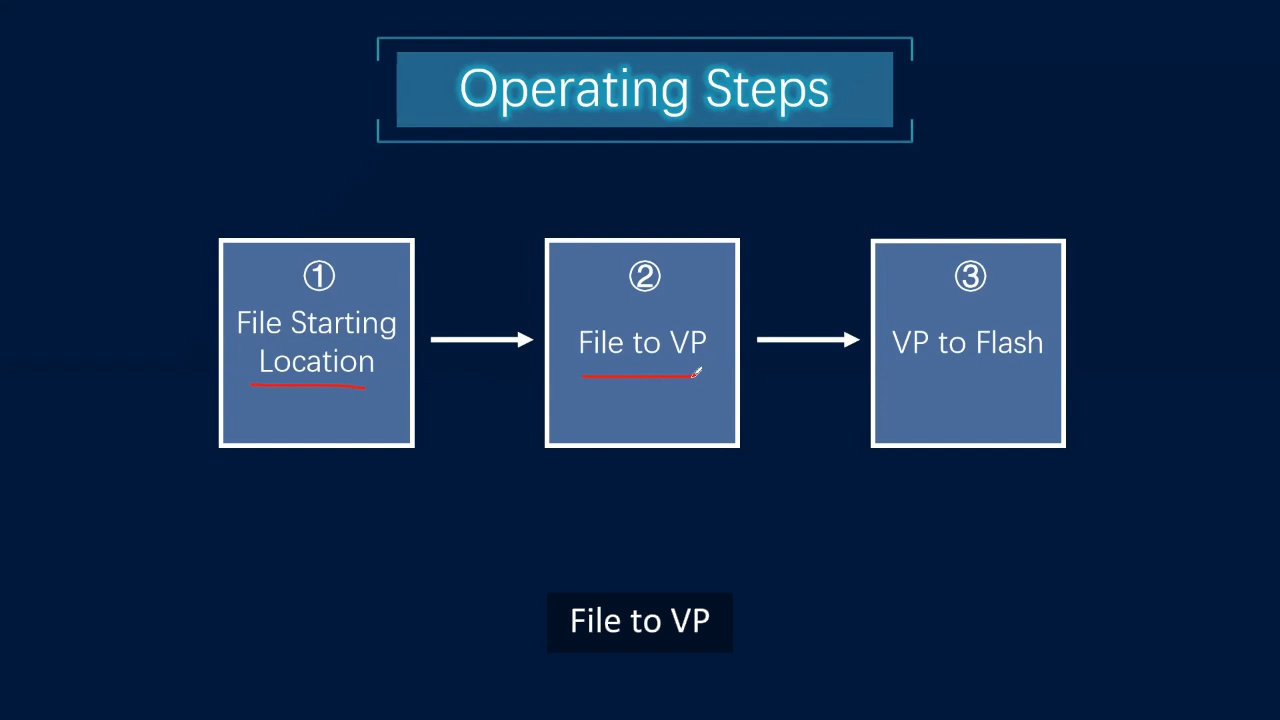 Operating Steps
①
File Starting
Location
②
File to VP
③
VP to Flash
File to VP